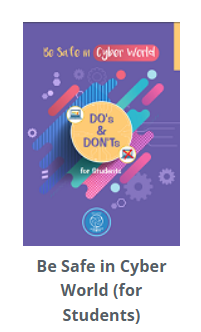 Be Safe in Cyber World
DO's
&
DON'Ts
for Students
Be Safe in Cyber
World (for
Students)